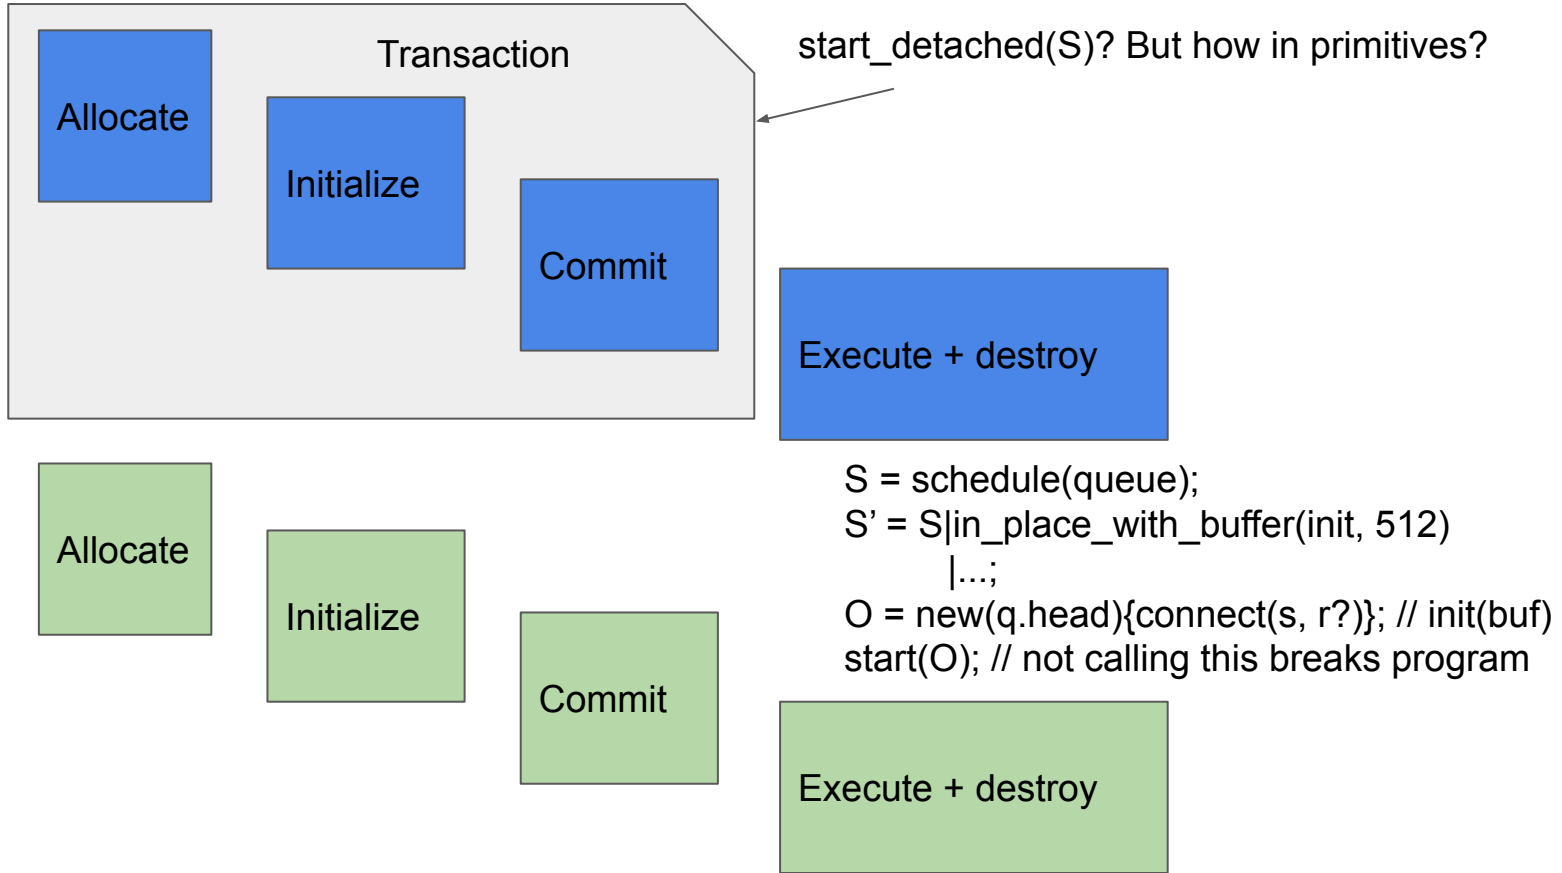 Transaction
start_detached(S)? But how in primitives?
Allocate
Initialize
Commit
Execute + destroy
Allocate
Initialize
Commit
S = schedule(queue);
S’ = S|in_place_with_buffer(init, 512)
|...;
O = new(q.head){connect(s, r?)}; // init(buf)
start(O); // not calling this breaks program
Execute + destroy